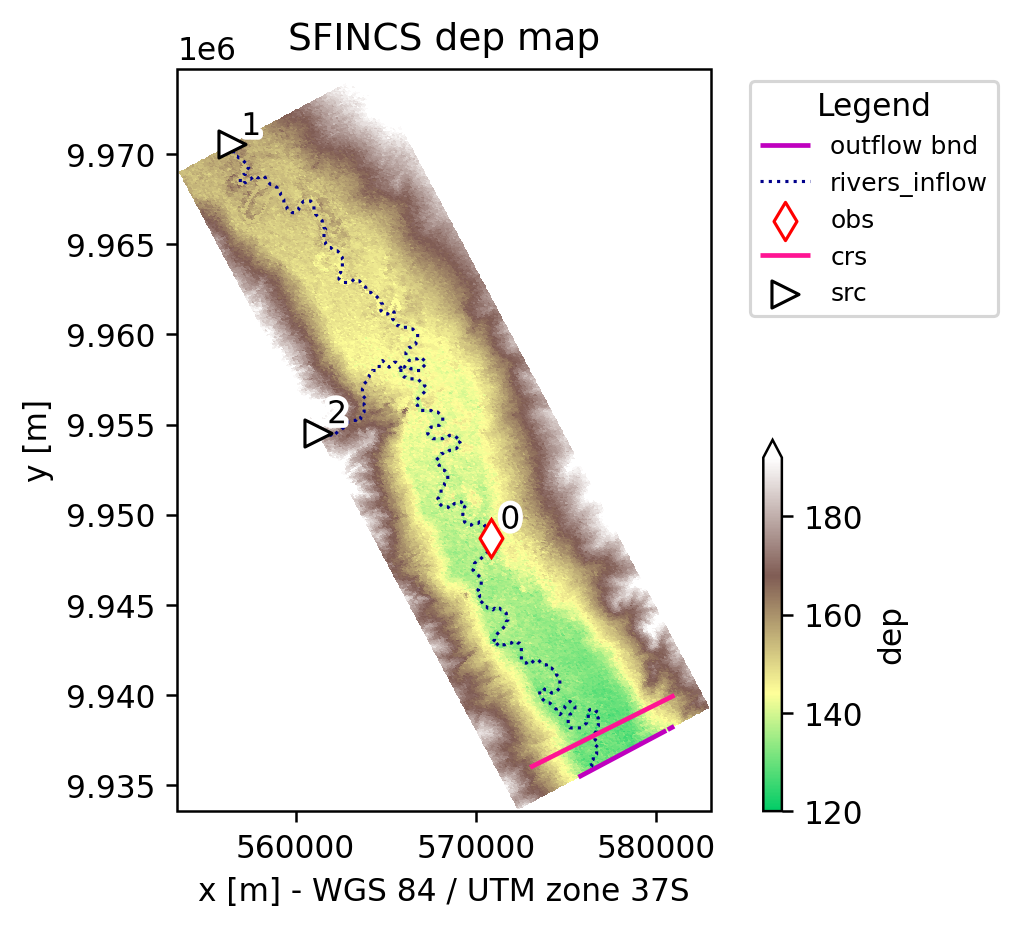 SFINCS dep map
1e6
9.970
9.965
9.960
9.955
9.950
9.945
9.940
9.935
y [m]
560000 570000 580000
x [m] - WGS 84 / UTM zone 37S
1
2
0
Legend
outflow bnd
rivers_inflow
obs
crs
src
180
160
140
120
dep